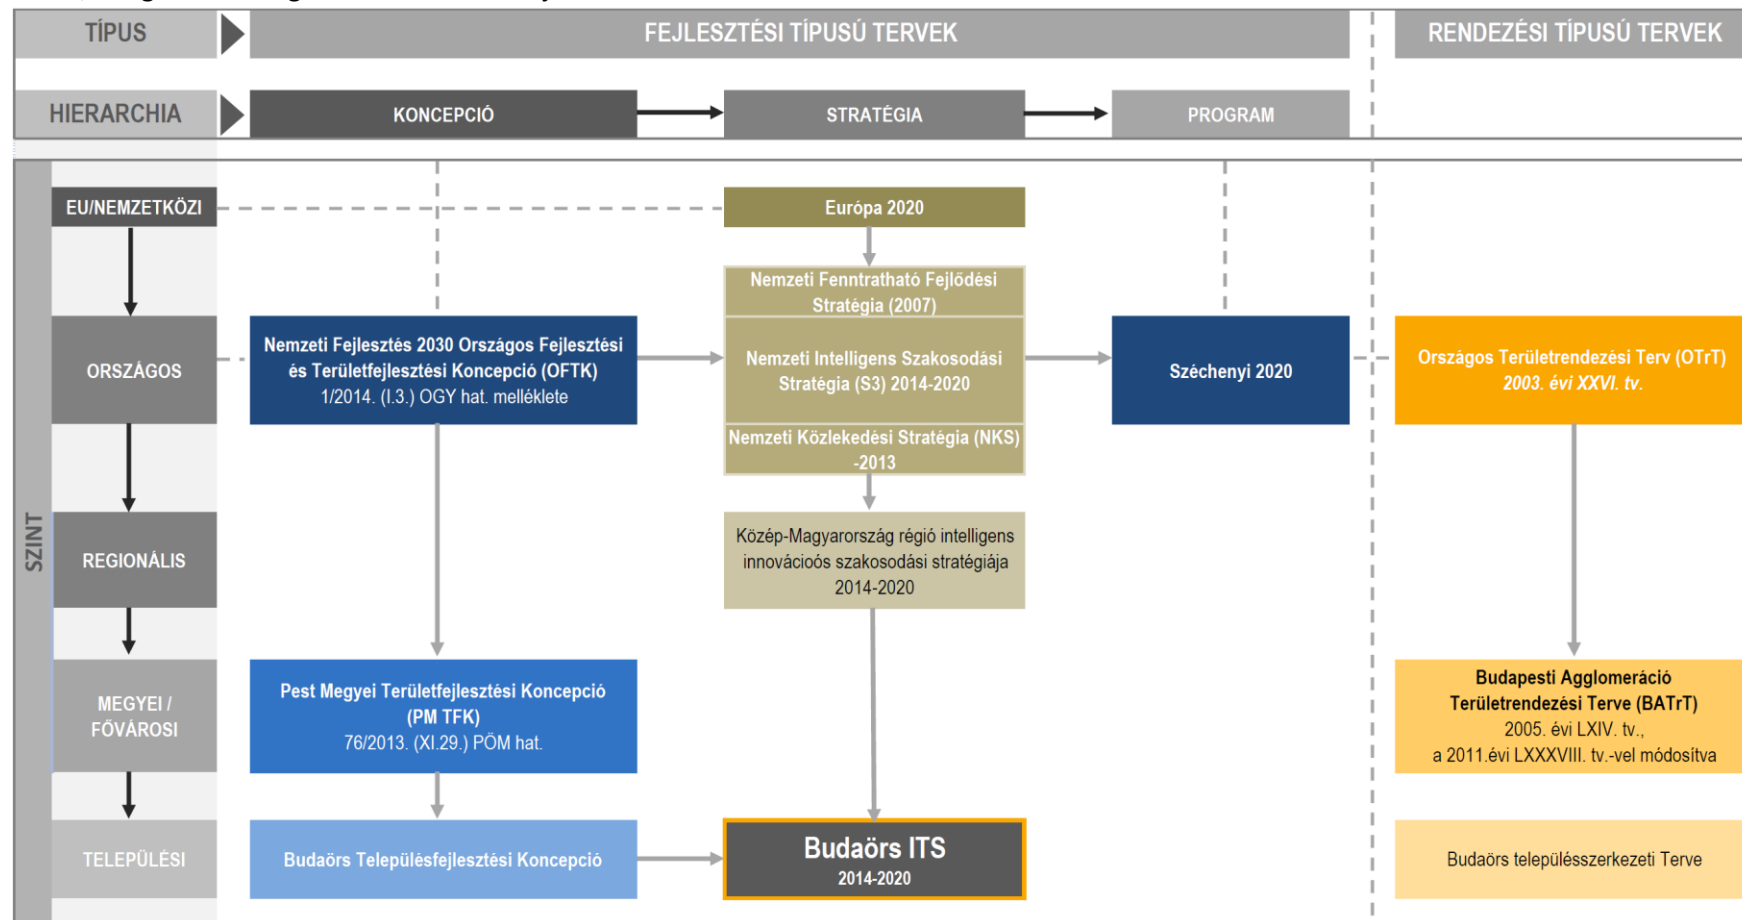 TÍPUS
FEJLESZTÉSI TÍPUSÚ TERVEK
RENDEZÉSI TÍPUSÚ TERVEK
HIERARCHIA
KONCEPCIÓ
STRATÉGIA
PROGRAM
SZINT
EU/NEMZETKÖZI
Európa 2020
Nemzeti Fenntratható Fejlődési
Stratégia (2007)
ORSZÁGOS
Nemzeti Fejlesztés 2030 Országos Fejlesztési
és Területfejlesztési Koncepció (OFTK)
1/2014. (I.3.) OGY hat. melléklete
Nemzeti Intelligens Szakosodási
Stratégia (S3) 2014-2020
Széchenyi 2020
Országos Területrendezési Terv (OTrT)
2003. évi XXVI. tv.
Nemzeti Közlekedési Stratégia (NKS)
-2013
REGIONÁLIS
Közép-Magyarország régió intelligens
innovációós szakosodási stratégiája
2014-2020
MEGYEI /
FŐVÁROSI
Pest Megyei Területfejlesztési Koncepció
(PM TFK)
76/2013. (XI.29.) PÖM hat.
Budapesti Agglomeráció
Területrendezési Terve (BATrT)
2005. évi LXIV. tv.,
a 2011.évi LXXXVIII. tv.-vel módosítva
TELEPÜLÉSI
Budaörs Településfejlesztési Koncepció
Budaörs ITS
2014-2020
Budaörs településszerkezeti Terve